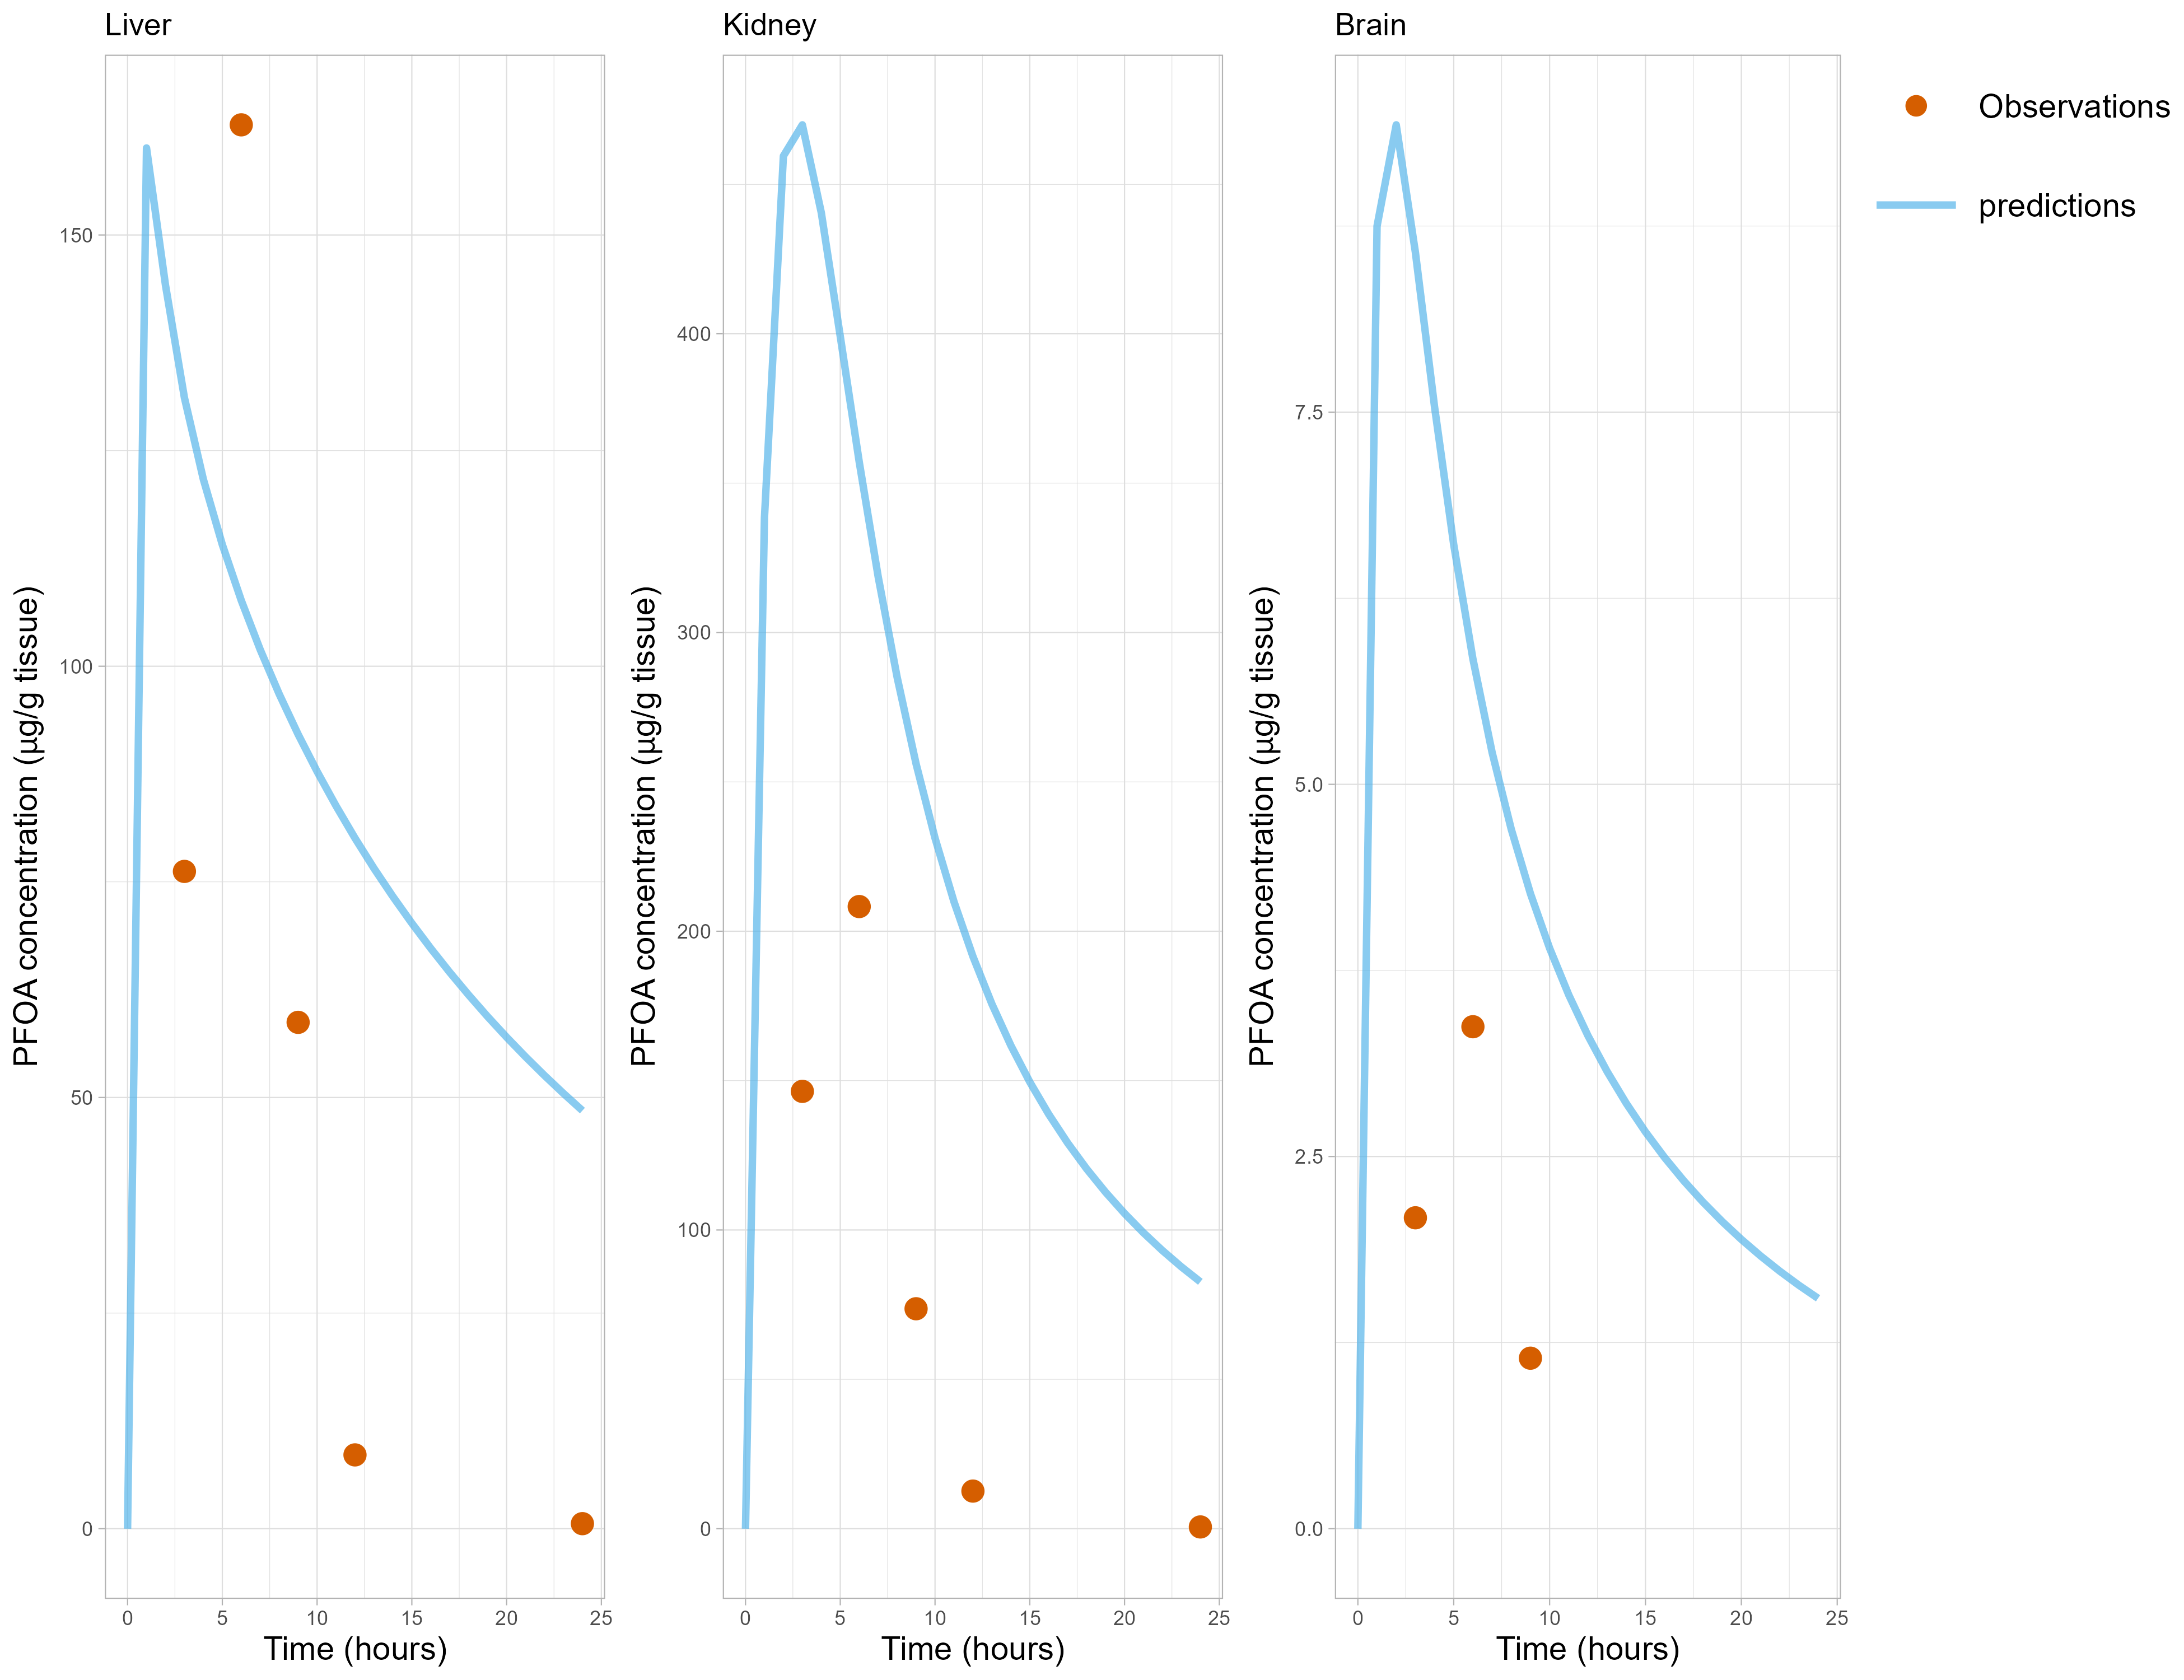 Liver
PFOA concentration (µg/g tissue)
150
100
50
0
0 5 10 15 20 25
Time (hours)
Kidney
PFOA concentration (µg/g tissue)
400
300
200
100
0
0 5 10 15 20 25
Time (hours)
Brain
PFOA concentration (µg/g tissue)
7.5
5.0
2.5
0.0
0 5 10 15 20 25
Time (hours)
Observations
predictions